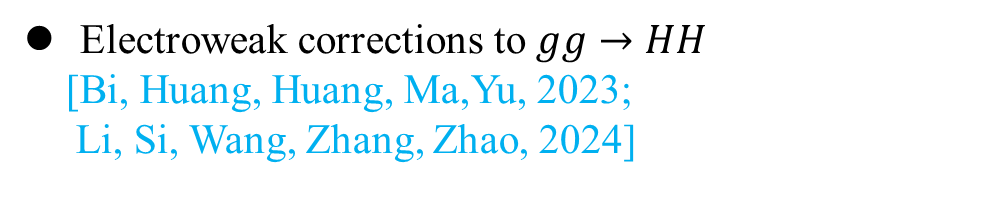 ● Electroweak corrections to gg → HH
[Bi, Huang, Huang, Ma,Yu, 2023;
Li, Si, Wang, Zhang, Zhao, 2024]